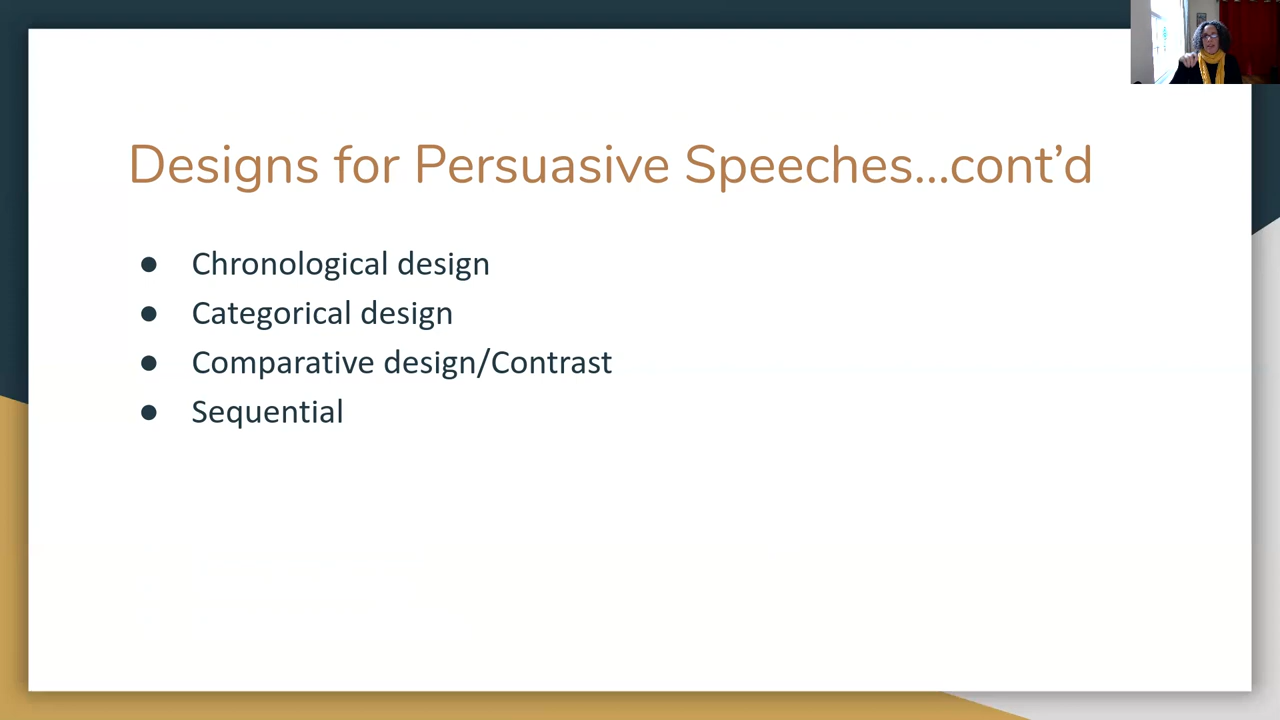 Designs for Persuasive Speeches...cont’d
● Chronological design
● Categorical design
● Comparative design/Contrast
● Sequential